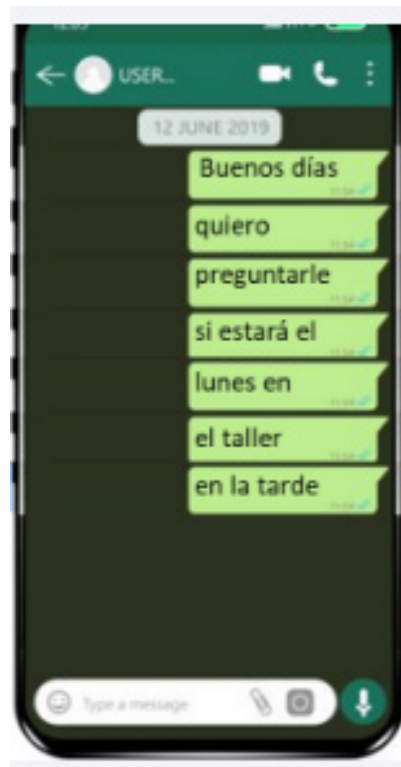 USER...
12 JUNE 2019
Buenos días
quiero
preguntarle
si estará el
lunes en
el taller
en la tarde
Type a message